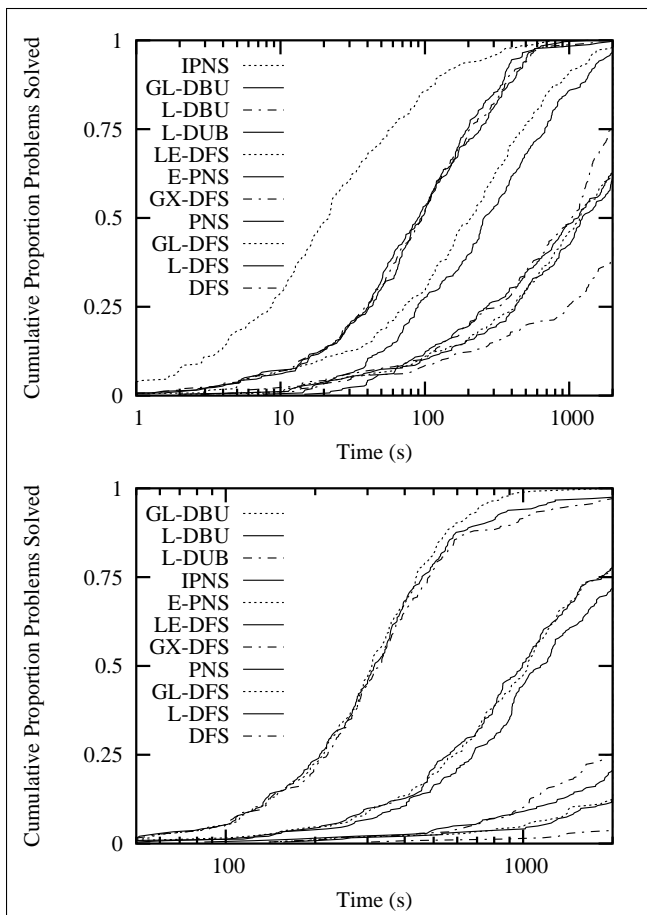 Cumulative Proportion Problems Solved
1
0.75
0.5
0.25
0
IPNS
GL-DBU
L-DBU
L-DUB
LE-DFS
E-PNS
GX-DFS
PNS
GL-DFS
L-DFS
DFS
1 10 100 1000
Time (s)
Cumulative Proportion Problems Solved
1
0.75
0.5
0.25
0
GL-DBU
L-DBU
L-DUB
IPNS
E-PNS
LE-DFS
GX-DFS
PNS
GL-DFS
L-DFS
DFS
100 1000
Time (s)